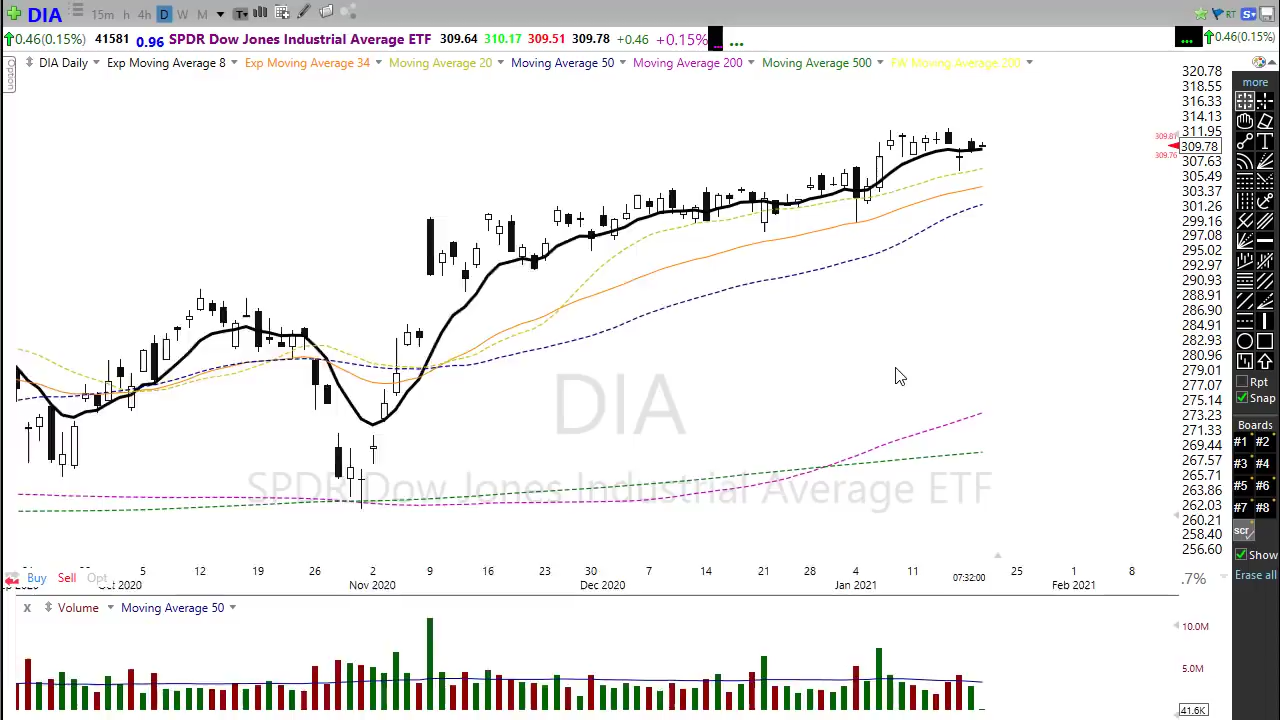 DIA 15m 1h 4h D W M T RT S
0.46(0.15%) 41581 0.96 SPDR Dow Jones Industrial Average ETF 309.64 310.17 309.51 309.78 +0.46 +0.15% ... ... 0.46(0.15%)
Option
DIA Daily Exp Moving Average 8 Exp Moving Average 34 Moving Average 20 Moving Average 50 Moving Average 200 Moving Average 500 FW Moving Average 200
320.78
318.55
316.33
314.13
311.95
309.87
309.78
309.76
307.63
305.49
303.37
301.26
299.16
297.08
295.02
292.97
290.93
288.91
286.90
284.91
282.93
280.96
279.01
277.07
275.14
273.23
271.33
269.44
267.57
265.71
263.86
262.03
260.21
258.40
256.60
more
Rpt
Snap
Boards
#1 #2
#3 #4
#5 #6
#7 #8
scr
Show
Erase all
DIA
SPDR Dow Jones Industrial Average ETF
5 12 19 26 2 9 16 23 30 7 14 21 28 4 11 07:32:00 25 1 8
Buy Sell Opt Oct 2020 Nov 2020 Dec 2020 Jan 2021 Feb 2021 .7%
x Volume Moving Average 50
10.0M
5.0M
41.6K